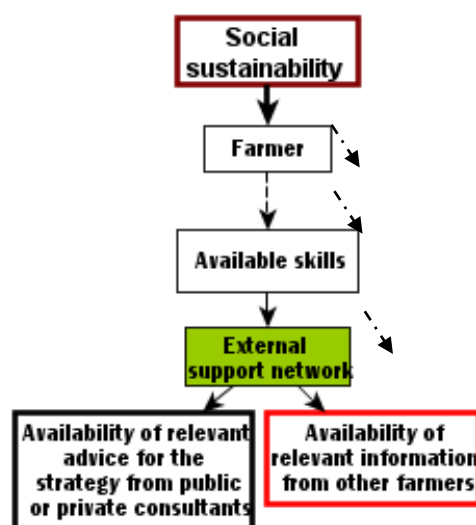 Social
sustainability
Farmer
Available skills
External
support network
Availability of relevant
advice for the
strategy from public
or private consultants
Availability of
relevant information
from other farmers